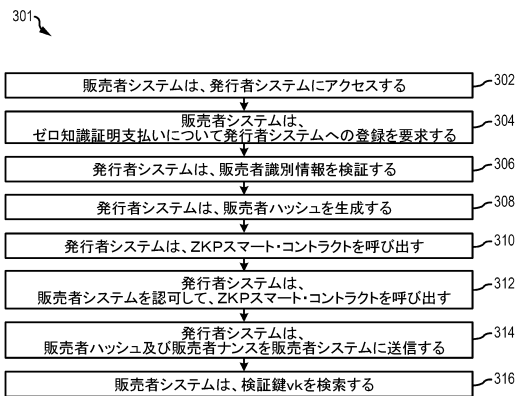 301
販売者システムは、発行者システムにアクセスする
302
販売者システムは、
ゼロ知識証明支払いについて発行者システムへの登録を要求する
304
発行者システムは、販売者識別情報を検証する
306
発行者システムは、販売者ハッシュを生成する
308
発行者システムは、ZKPスマート・コントラクトを呼び出す
310
発行者システムは、
販売者システムを認可して、ZKPスマート・コントラクトを呼び出す
312
発行者システムは、
販売者ハッシュ及び販売者ナンスを販売者システムに送信する
314
販売者システムは、検証鍵vkを検索する
316